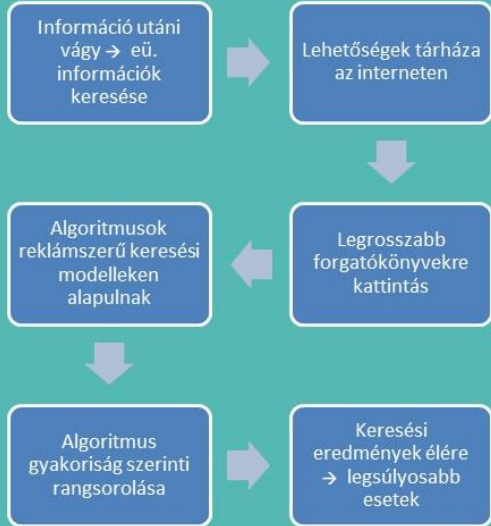 Információ utáni
vágy → eü.
információk
keresése
Lehetőségek tárháza
az interneten
Legrosszabb
forgatókönyvekre
kattintás
Algoritmusok
reklámszerű keresési
modelleken
alapulnak
Algoritmus
gyakoriság szerinti
rangsorolása
Keresési
eredmények élére
→ legsúlyosabb
esetek